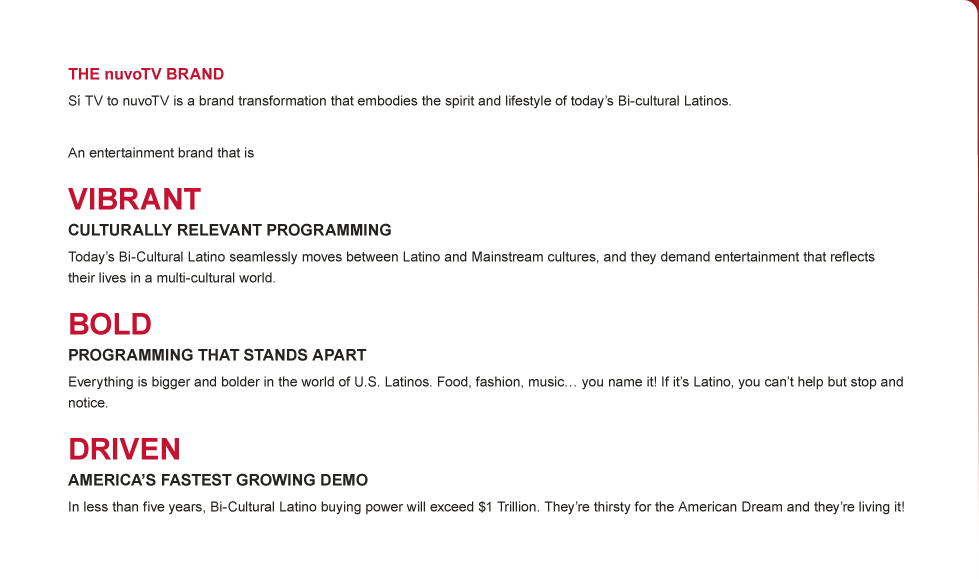 THE nuvoTV BRAND
Sí TV to nuvoTV is a brand transformation that embodies the spirit and lifestyle of today’s Bi-cultural Latinos.
An entertainment brand that is
VIBRANT
CULTURALLY RELEVANT PROGRAMMING
Today’s Bi-Cultural Latino seamlessly moves between Latino and Mainstream cultures, and they demand entertainment that reflects
their lives in a multi-cultural world.
BOLD
PROGRAMMING THAT STANDS APART
Everything is bigger and bolder in the world of U.S. Latinos. Food, fashion, music… you name it! If it’s Latino, you can’t help but stop and
notice.
DRIVEN
AMERICA’S FASTEST GROWING DEMO
In less than five years, Bi-Cultural Latino buying power will exceed $1 Trillion. They’re thirsty for the American Dream and they’re living it!